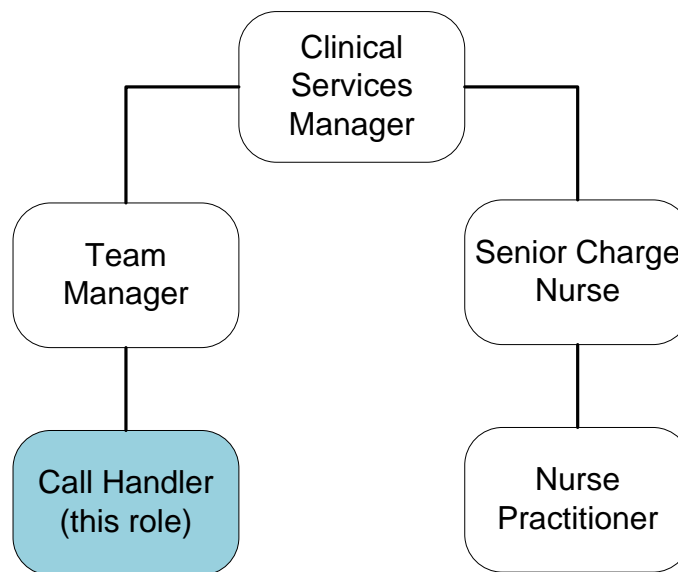 Clinical
Services
Manager
Team
Manager
Senior Charge
Nurse
Call Handler
(this role)
Nurse
Practitioner